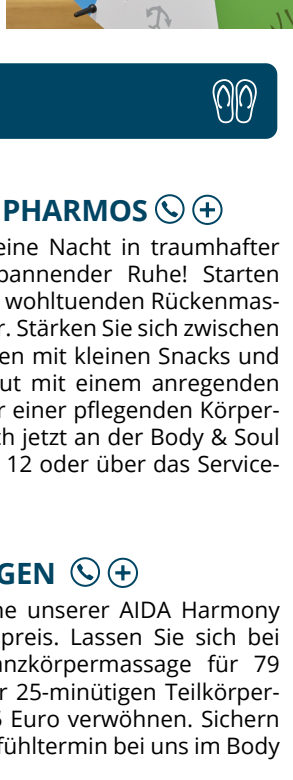 PHARMOS
eine Nacht in traumhafter
pannender Ruhe! Starten
wohltuenden Rückenmas-
r. Stärken Sie sich zwischen
en mit kleinen Snacks und
ut mit einem anregenden
r einer pflegenden Körper-
ch jetzt an der Body & Soul
12 oder über das Service-
GEN
ne unserer AIDA Harmony
preis. Lassen Sie sich bei
anzkörpermassage für 79
r 25-minütigen Teilkörper-
5 Euro verwöhnen. Sichern
fühltermin bei uns im Body